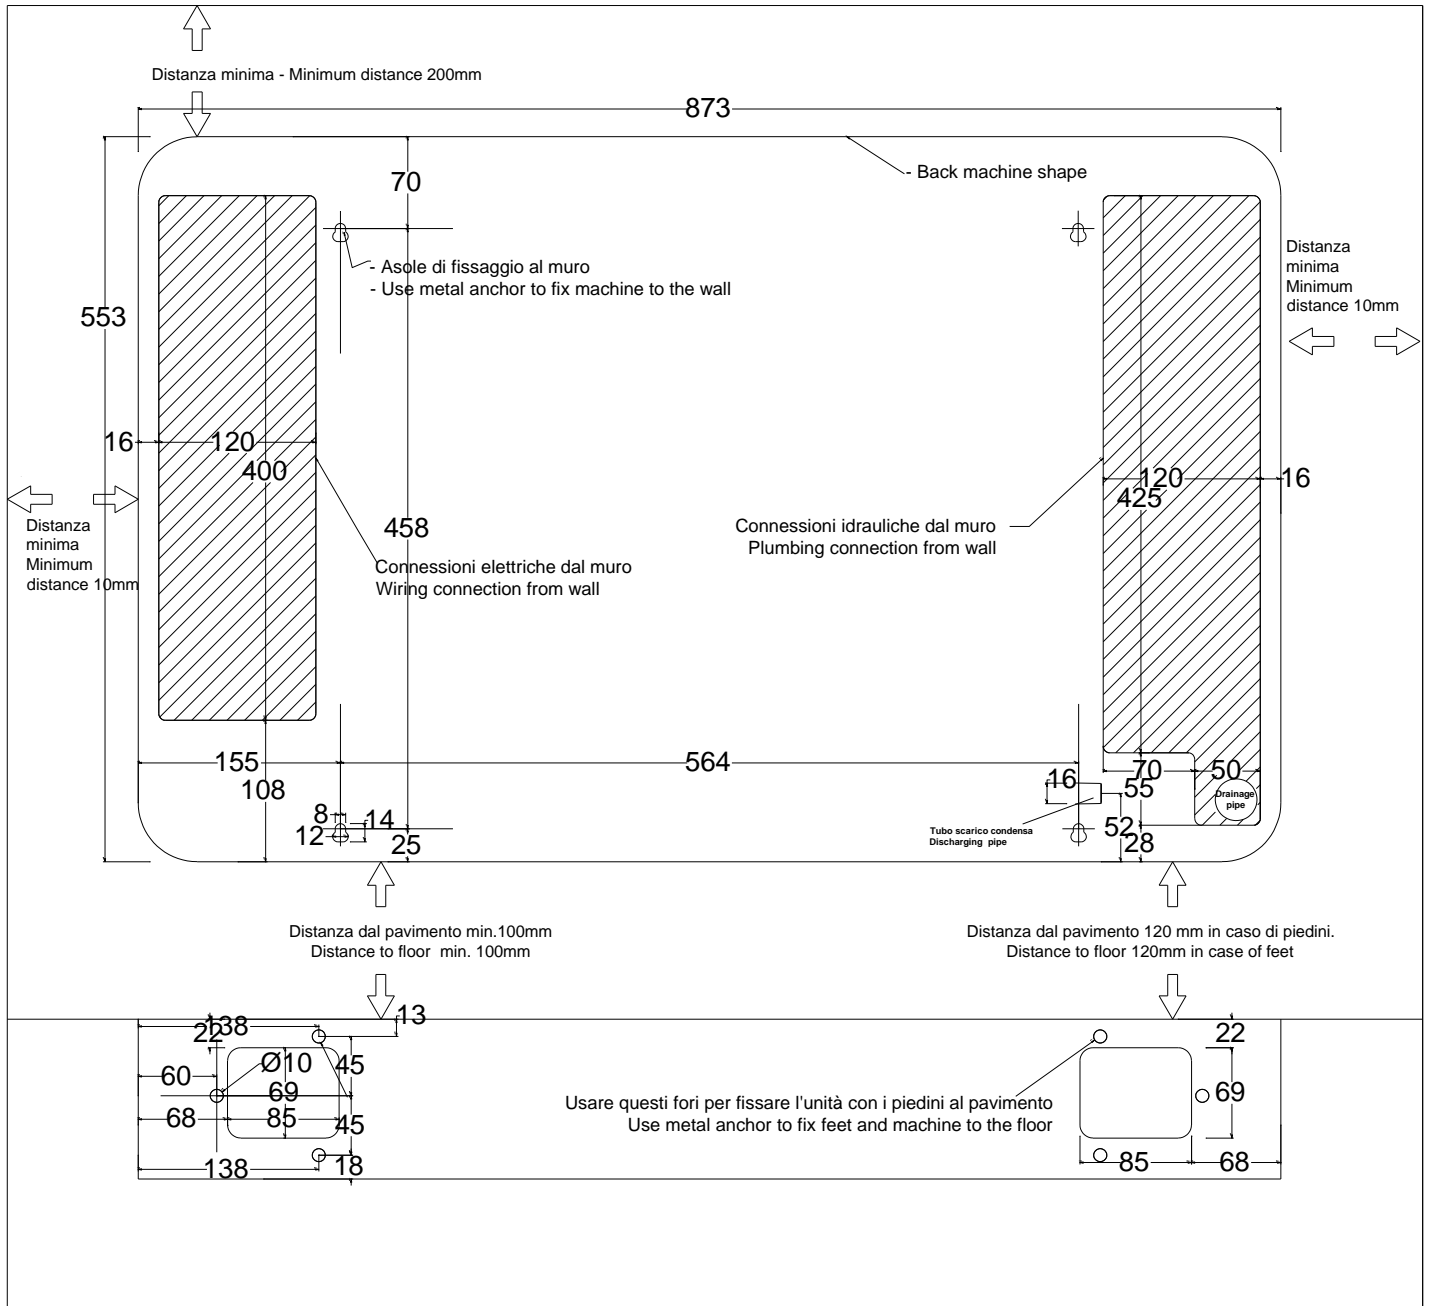 Distanza minima - Minimum distance 200mm
873
70
- Back machine shape
- Asole di fissaggio al muro
- Use metal anchor to fix machine to the wall
Distanza
minima
Minimum
distance 10mm
553
16
120
400
120
16
425
458
Distanza
minima
Minimum
distance 10mm
Connessioni idrauliche dal muro
Plumbing connection from wall
Connessioni elettriche dal muro
Wiring connection from wall
155
564
108
16
70
50
55
Drainage
pipe
8
14
12
25
Tubo scarico condensa
Discharging pipe
52
28
Distanza dal pavimento min.100mm
Distance to floor min. 100mm
Distanza dal pavimento 120 mm in caso di piedini.
Distance to floor 120mm in case of feet
13
138
22
22
60
Ø10
45
69
69
68
85
45
Usare questi fori per fissare l'unità con i piedini al pavimento
Use metal anchor to fix feet and machine to the floor
138
18
85
68